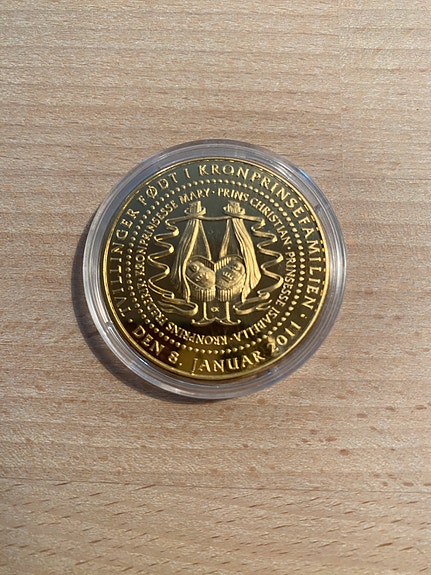 · TVILLINGER FØDT I KRONPRINSEFAMILIEN ·
DEN 8. JANUAR 2011
KRONPRINS FREDERIK · KRONPRINSESSE MARY · PRINS CHRISTIAN · PRINSESSE ISABELLA ·